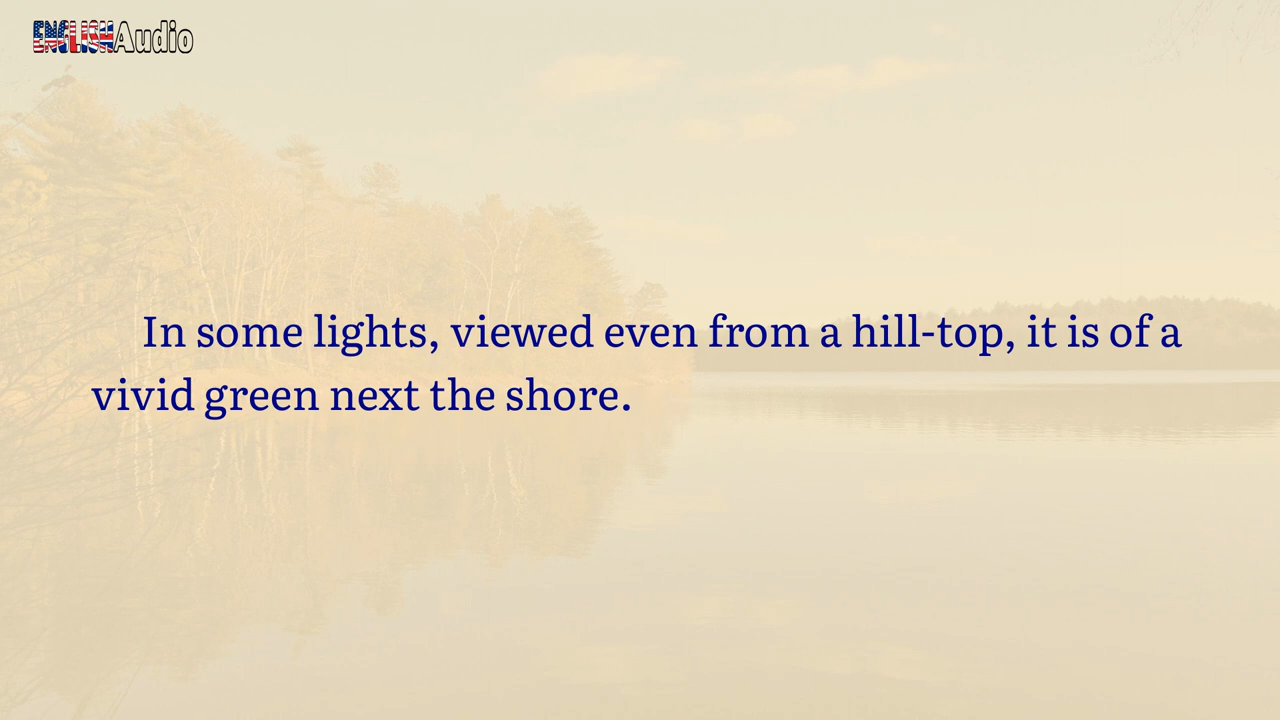 ENGLISHAudio
In some lights, viewed even from a hill-top, it is of a
vivid green next the shore.